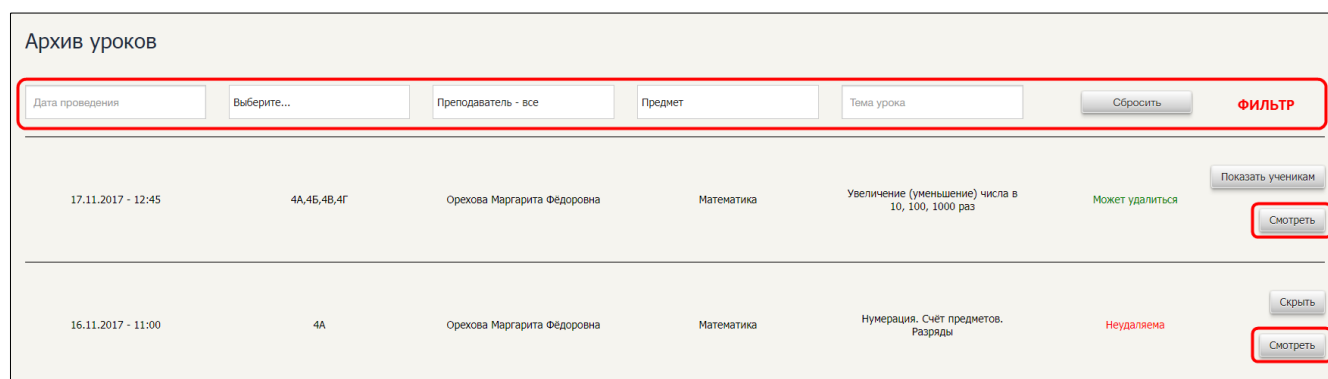 Архив уроков
Дата проведения Выберите... Преподаватель - все Предмет Тема урока Сбросить ФИЛЬТР
Показать ученикам
17.11.2017 - 12:45 4А,4Б,4В,4Г Орехова Маргарита Фёдоровна Математика Увеличение (уменьшение) числа в
10, 100, 1000 раз Может удалиться
Смотреть
Скрыть
16.11.2017 - 11:00 4А Орехова Маргарита Фёдоровна Математика Нумерация. Счёт предметов.
Разряды Неудаляема
Смотреть